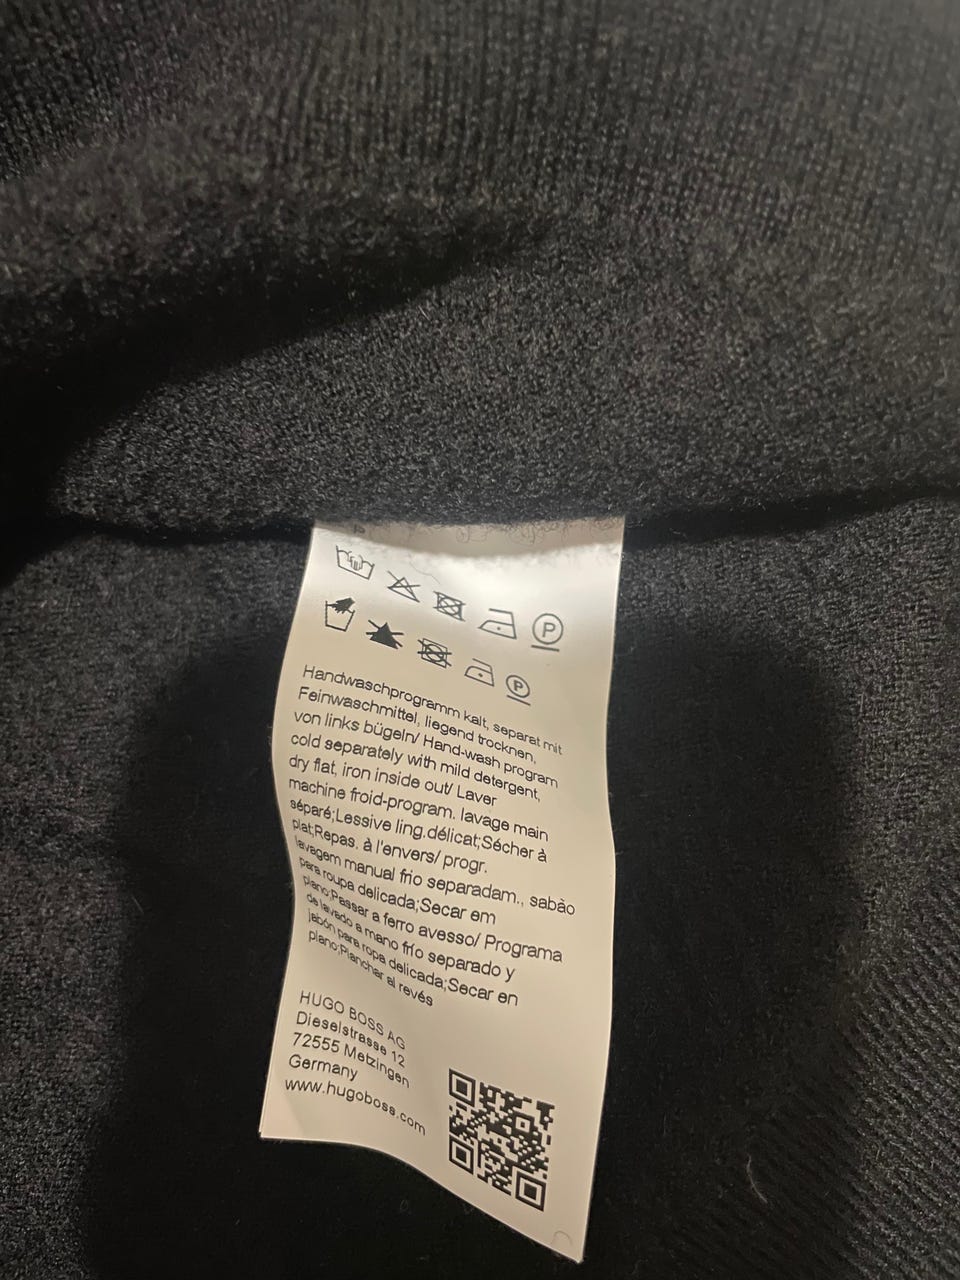 P
P
Handwaschprogramm kalt, separat mit
Feinwaschmittel, liegend trocknen,
von links bügeln/ Hand-wash program
cold separately with mild detergent,
dry flat, iron inside out/ Laver
machine froid-program. lavage main
séparé;Lessive ling.délicat;Sécher à
plat;Repas. à l'envers/ progr.
lavagem manual frio separadam., sabào
para roupa delicada;Secar em
plano;Passar a ferro avesso/ Programa
de lavado a mano frío separado y
jabón para ropa delicada;Secar en
plano;Planchar al revés
HUGO BOSS AG
Dieselstrasse 12
72555 Metzingen
Germany
www.hugoboss.com